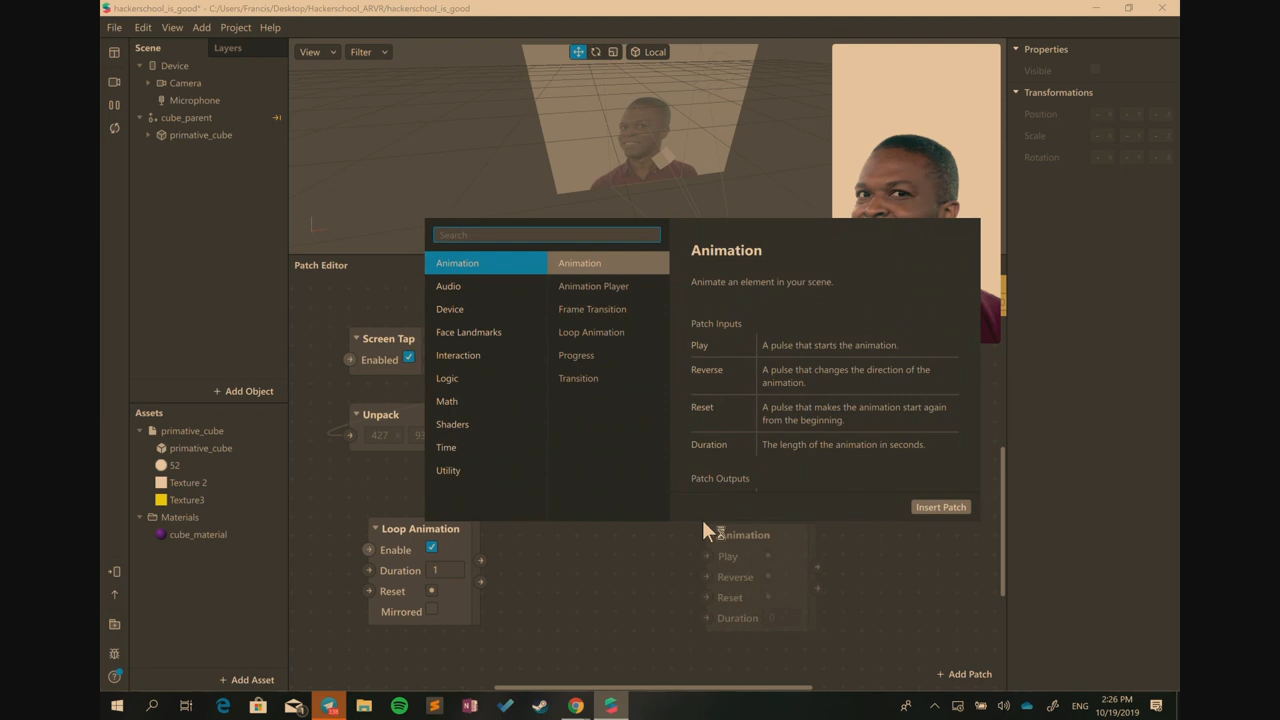 hackerschool_is_good* - C:/Users/Francis/Desktop/Hackerschool_ARVR/hackerschool_is_good
File Edit View Add Project Help
Scene Layers
Device
Camera
Microphone
cube_parent
primative_cube
+ Add Object
Assets
primative_cube
primative_cube
52
Texture 2
Texture3
Materials
cube_material
+ Add Asset
View Filter
Local
Patch Editor
Screen Tap
Enabled
Unpack
427
Loop Animation
Enable
Duration 1
Reset
Mirrored
Search
Animation
Audio
Device
Face Landmarks
Interaction
Logic
Math
Shaders
Time
Utility
Animation
Animation Player
Frame Transition
Loop Animation
Progress
Transition
Animation
Animate an element in your scene.
Patch Inputs
Play A pulse that starts the animation.
Reverse A pulse that changes the direction of the
animation.
Reset A pulse that makes the animation start again
from the beginning.
Duration The length of the animation in seconds.
Patch Outputs
Insert Patch
Play
Reverse
Reset
Duration 0
+ Add Patch
Properties
Visible
Transformations
Position
Scale
Rotation
ENG
2:26 PM
10/19/2019